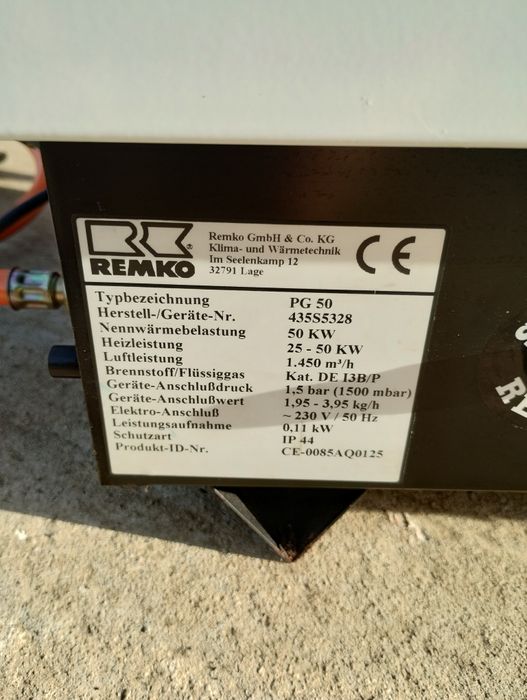 REMKO
Remko GmbH & Co. KG
Klima- und Wärmetechnik
Im Seelenkamp 12
32791 Lage
CE
Typbezeichnung PG 50
Herstell-/Geräte-Nr. 435S5328
Nennwärmebelastung 50 KW
Heizleistung 25 - 50 KW
Luftleistung 1.450 m³/h
Brennstoff/Flüssiggas Kat. DE I3B/P
Geräte-Anschlußdruck 1,5 bar (1500 mbar)
Geräte-Anschlußwert 1,95 - 3,95 kg/h
Elektro-Anschluß ~ 230 V / 50 Hz
Leistungsaufnahme 0,11 kW
Schutzart IP 44
Produkt-ID-Nr. CE-0085AQ0125